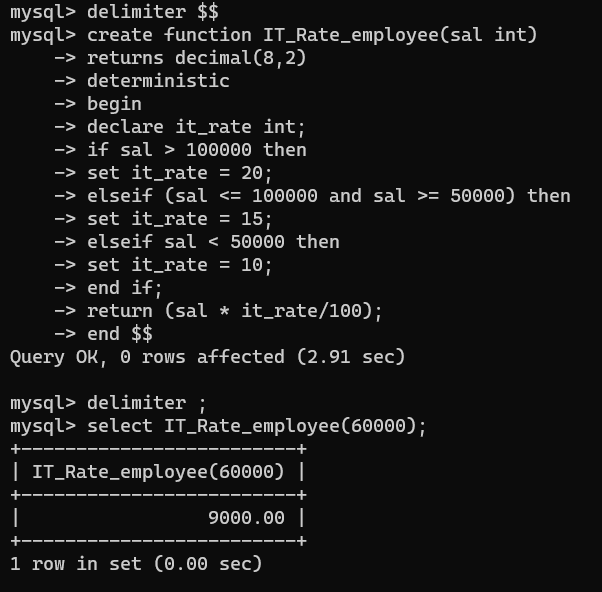 mysql> delimiter $$
mysql> create function IT_Rate_employee(sal int)
    -> returns decimal(8,2)
    -> deterministic
    -> begin
    -> declare it_rate int;
    -> if sal > 100000 then
    -> set it_rate = 20;
    -> elseif (sal <= 100000 and sal >= 50000) then
    -> set it_rate = 15;
    -> elseif sal < 50000 then
    -> set it_rate = 10;
    -> end if;
    -> return (sal * it_rate/100);
    -> end $$
Query OK, 0 rows affected (2.91 sec)

mysql> delimiter ;
mysql> select IT_Rate_employee(60000);
+-------------------------+
| IT_Rate_employee(60000) |
+-------------------------+
|                 9000.00 |
+-------------------------+
1 row in set (0.00 sec)